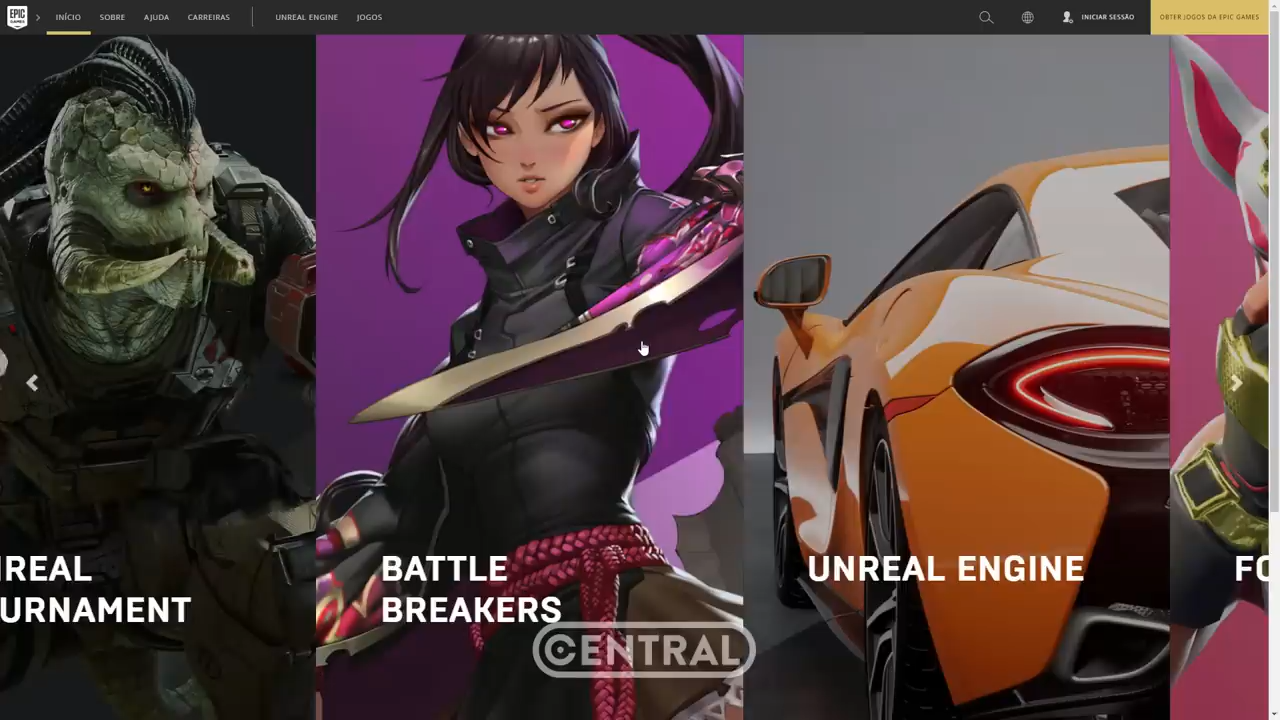 EPIC
GAMES
INÍCIO
SOBRE
AJUDA
CARREIRAS
UNREAL ENGINE
JOGOS
INICIAR SESSÃO
OBTER JOGOS DA EPIC GAMES
REAL
URNAMENT
BATTLE
BREAKERS
UNREAL ENGINE
FO
CENTRAL